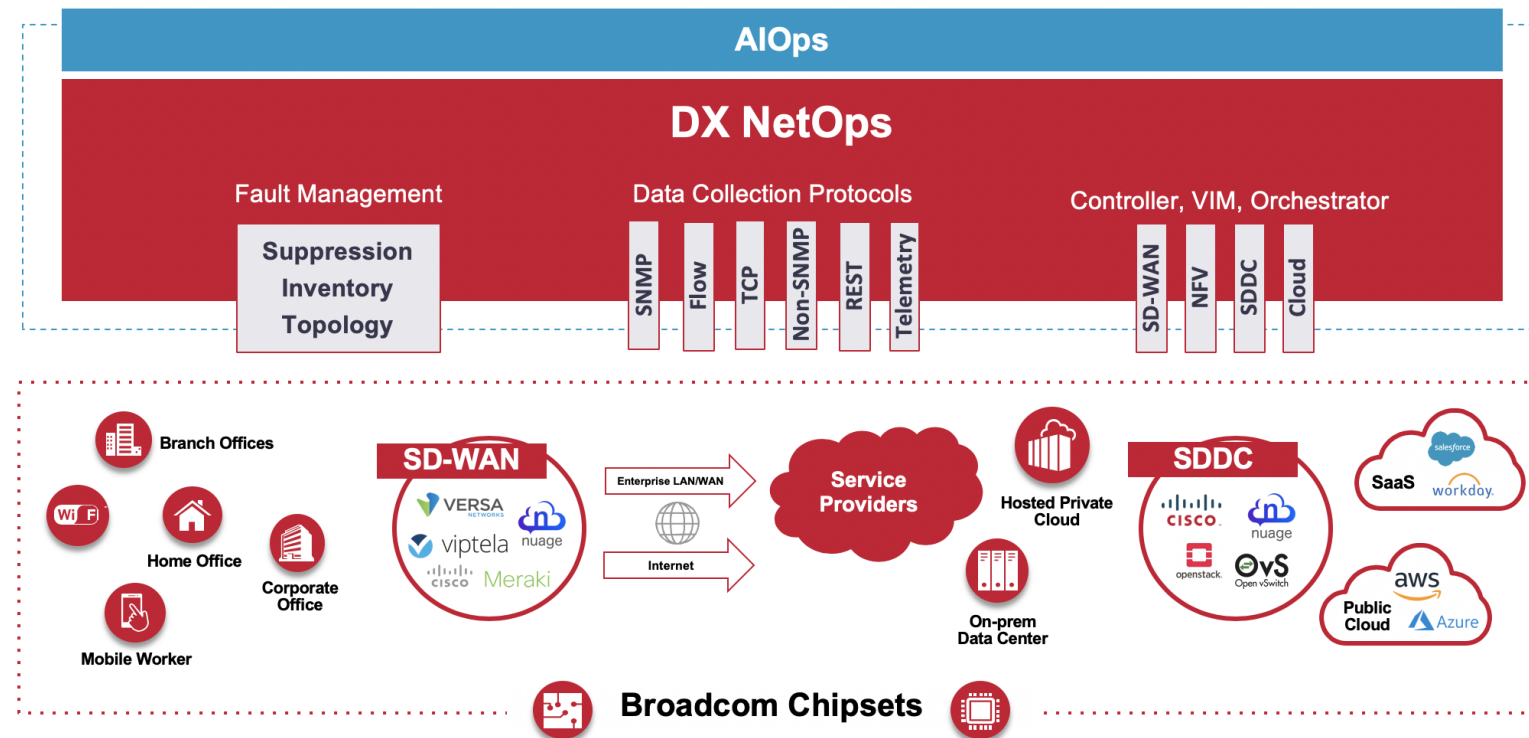 AIOps
DX NetOps
Fault Management
Suppression
Inventory
Topology
Data Collection Protocols
SNMP
Flow
TCP
Non-SNMP
REST
Telemetry
Controller, VIM, Orchestrator
SD-WAN
NFV
SDDC
Cloud
Branch Offices
Wi Fi
Home Office
Corporate
Office
Mobile Worker
SD-WAN
VERSA
NETWORKS
nuage
viptela
CISCO
Meraki
Enterprise LAN/WAN
Internet
Service
Providers
Hosted Private
Cloud
On-prem
Data Center
SDDC
CISCO
nuage
openstack.
OvS
Open vSwitch
SaaS
salesforce
workday.
Public
Cloud
aws
Azure
Broadcom Chipsets